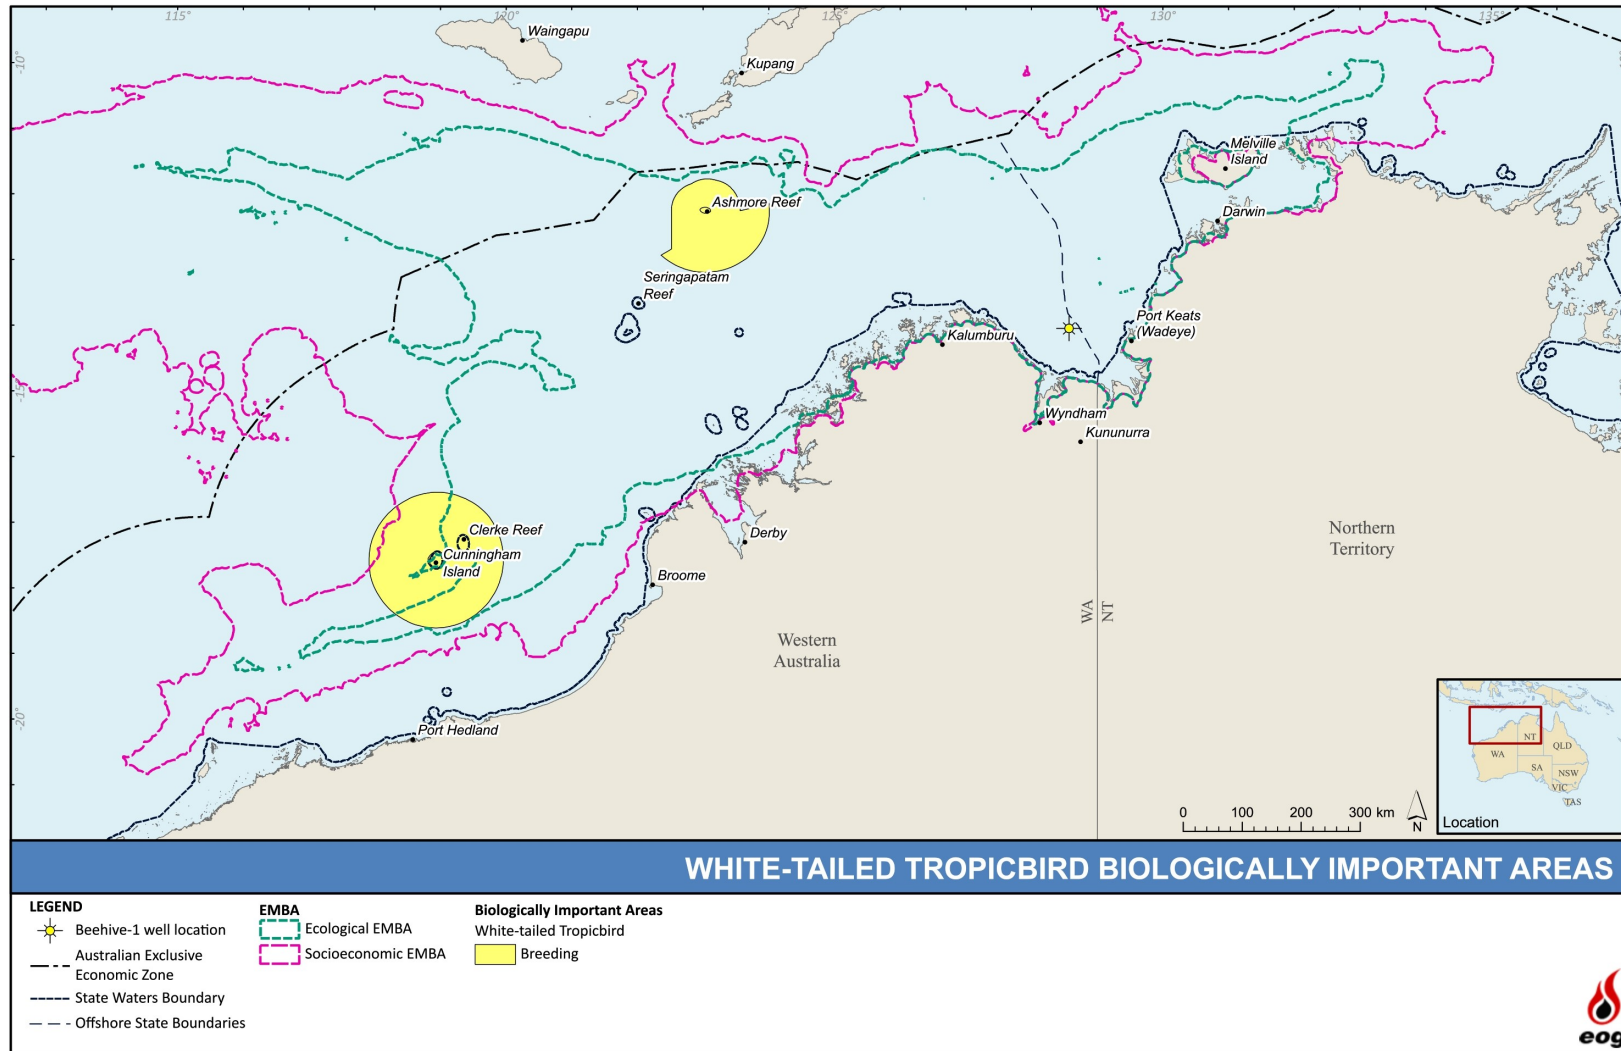 115°
120°
125°
130°
135°
-10°
-15°
-20°
Waingapu
Kupang
Ashmore Reef
Seringapatam
Reef
Melville
Island
Darwin
Port Keats
(Wadeye)
Kalumburu
Wyndham
Kununurra
Clerke Reef
Cunningham
Island
Derby
Broome
Port Hedland
Northern
Territory
Western
Australia
WA
NT
0 100 200 300 km
N
NT
WA
QLD
SA
NSW
VIC
TAS
Location
WHITE-TAILED TROPICBIRD BIOLOGICALLY IMPORTANT AREAS
LEGEND
Beehive-1 well location
Australian Exclusive
Economic Zone
State Waters Boundary
Offshore State Boundaries
EMBA
Ecological EMBA
Socioeconomic EMBA
Biologically Important Areas
White-tailed Tropicbird
Breeding
eog